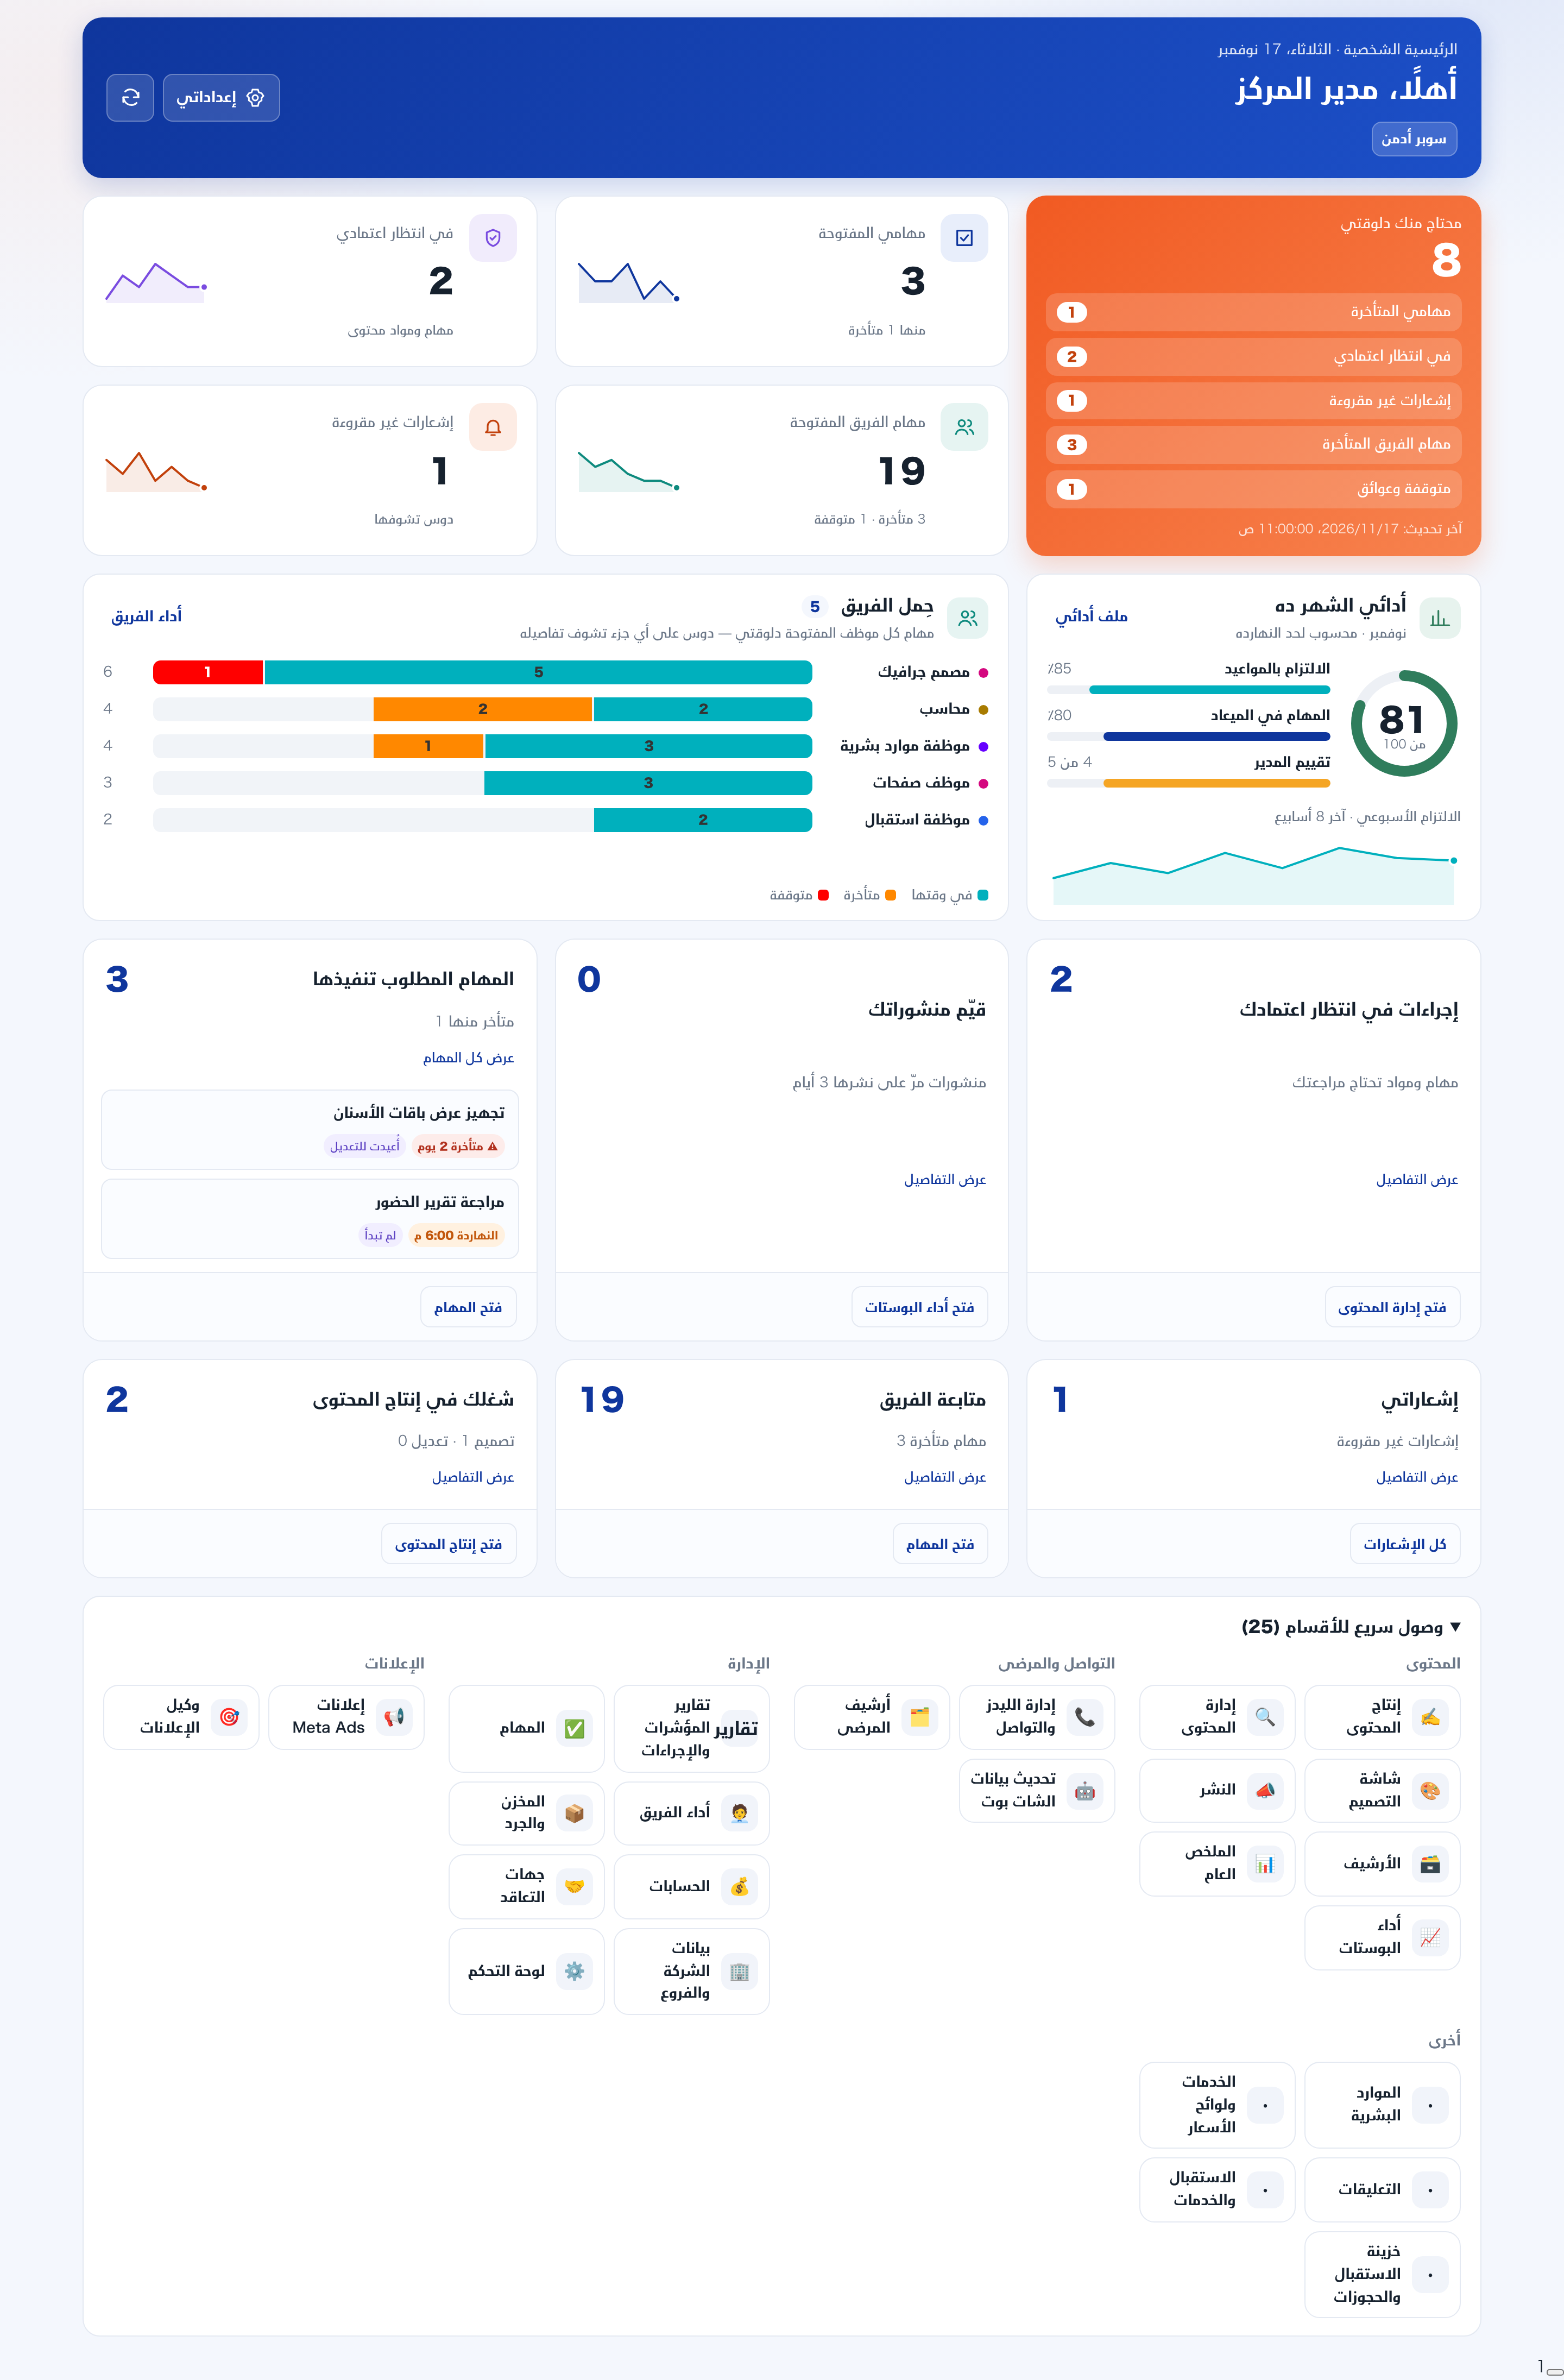 الرئيسية الشخصية · الثلاثاء، 17 نوفمبر
أهلًا، مدير المركز
سوبر أدمن
إعداداتي
محتاج منك دلوقتي
8
مهامي المتأخرة 1
في انتظار اعتمادي 2
إشعارات غير مقروءة 1
مهام الفريق المتأخرة 3
متوقفة وعوائق 1
آخر تحديث: 2026/11/17، 11:00:00 ص
مهامي المفتوحة
3
منها 1 متأخرة
في انتظار اعتمادي
2
مهام ومواد محتوى
مهام الفريق المفتوحة
19
3 متأخرة · 1 متوقفة
إشعارات غير مقروءة
1
دوس تشوفها
أدائي الشهر ده
نوفمبر · محسوب لحد النهارده
ملف أدائي
81
من 100
الالتزام بالمواعيد 85٪
المهام في الميعاد 80٪
تقييم المدير 4 من 5
الالتزام الأسبوعي · آخر 8 أسابيع
حِمل الفريق 5
مهام كل موظف المفتوحة دلوقتي — دوس على أي جزء تشوف تفاصيله
أداء الفريق
مصمم جرافيك 5 1 6
محاسب 2 2 4
موظفة موارد بشرية 3 1 4
موظف صفحات 3 3
موظفة استقبال 2 2
في وقتها متأخرة متوقفة
إجراءات في انتظار اعتمادك
2
مهام ومواد تحتاج مراجعتك
عرض التفاصيل
فتح إدارة المحتوى
قيّم منشوراتك
0
منشورات مرّ على نشرها 3 أيام
عرض التفاصيل
فتح أداء البوستات
المهام المطلوب تنفيذها
3
متأخر منها 1
عرض كل المهام
تجهيز عرض باقات الأسنان
⚠ متأخرة 2 يوم أُعيدت للتعديل
مراجعة تقرير الحضور
النهاردة 6:00 م لم تبدأ
فتح المهام
إشعاراتي
1
إشعارات غير مقروءة
عرض التفاصيل
كل الإشعارات
متابعة الفريق
19
مهام متأخرة 3
عرض التفاصيل
فتح المهام
شغلك في إنتاج المحتوى
2
تصميم 1 · تعديل 0
عرض التفاصيل
فتح إنتاج المحتوى
▼ وصول سريع للأقسام (25)
المحتوى
إنتاج
المحتوى
إدارة
المحتوى
شاشة
التصميم
النشر
الأرشيف
الملخص
العام
أداء
البوستات
التواصل والمرضى
إدارة الليدز
والتواصل
أرشيف
المرضى
تحديث بيانات
الشات بوت
الإدارة
تقارير
تقارير
المؤشرات
والإجراءات
المهام
أداء الفريق
المخزن
والجرد
الحسابات
جهات
التعاقد
بيانات
الشركة
والفروع
لوحة التحكم
الإعلانات
إعلانات
Meta Ads
وكيل
الإعلانات
أخرى
الموارد
البشرية
الخدمات
ولوائح
الأسعار
التعليقات
الاستقبال
والخدمات
خزينة
الاستقبال
والحجوزات
1